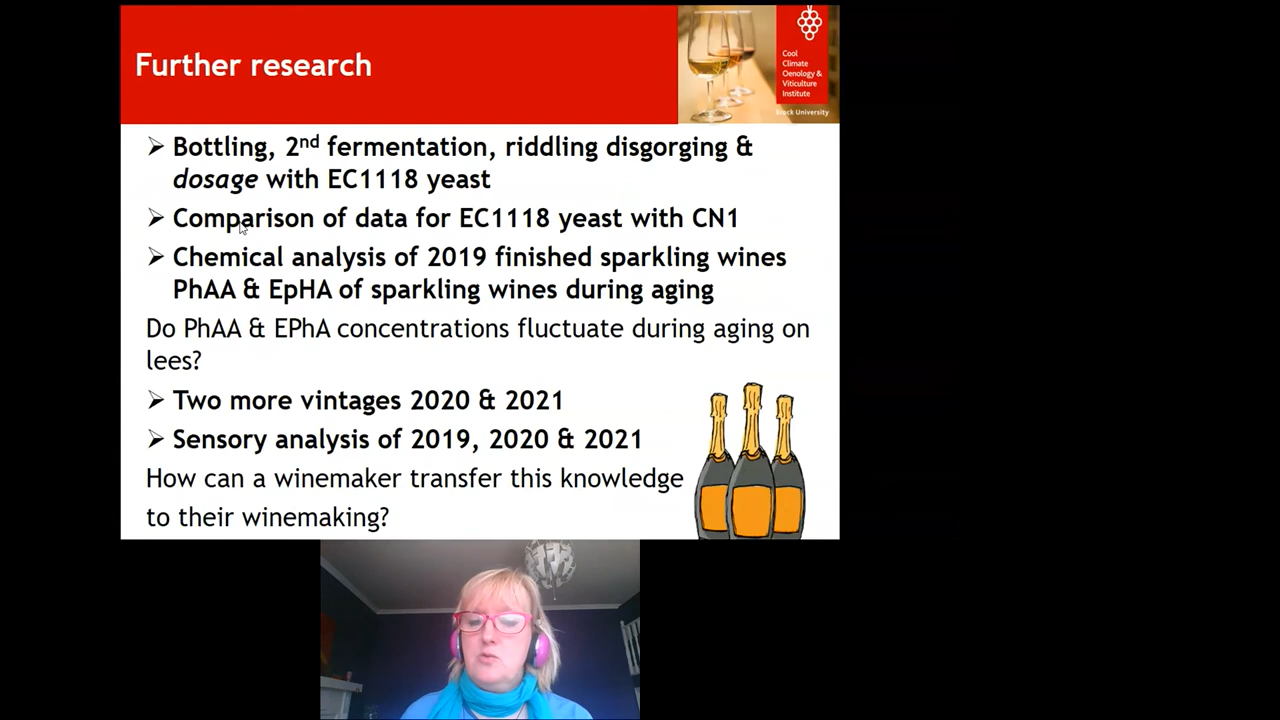 Further research
Cool
Climate
Oenology &
Viticulture
Institute
Brock University
➢ Bottling, 2nd fermentation, riddling disgorging &
dosage with EC1118 yeast
➢ Comparison of data for EC1118 yeast with CN1
➢ Chemical analysis of 2019 finished sparkling wines
PhAA & EpHA of sparkling wines during aging
Do PhAA & EPhA concentrations fluctuate during aging on
lees?
➢ Two more vintages 2020 & 2021
➢ Sensory analysis of 2019, 2020 & 2021
How can a winemaker transfer this knowledge
to their winemaking?